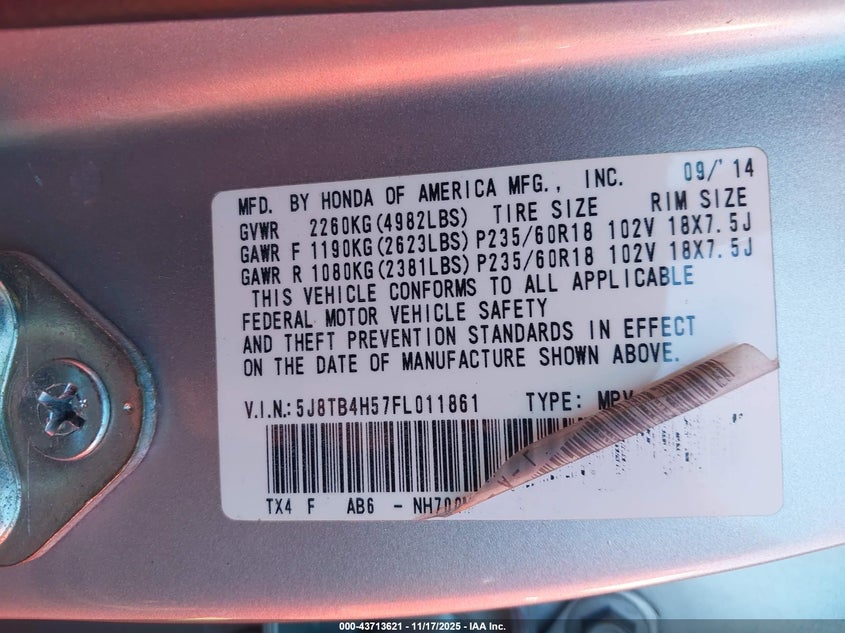 MFD. BY HONDA OF AMERICA MFG., INC. 09/'14
GVWR 2260KG(4982LBS) TIRE SIZE RIM SIZE
GAWR F 1190KG(2623LBS) P235/60R18 102V 18X7.5J
GAWR R 1080KG(2381LBS) P235/60R18 102V 18X7.5J
THIS VEHICLE CONFORMS TO ALL APPLICABLE
FEDERAL MOTOR VEHICLE SAFETY
AND THEFT PREVENTION STANDARDS IN EFFECT
ON THE DATE OF MANUFACTURE SHOWN ABOVE.
V.I.N.: 5J8TB4H57FL011861 TYPE: MPV
TX4 F AB6 -
000-43713621 - 11/17/2025 - IAA Inc.